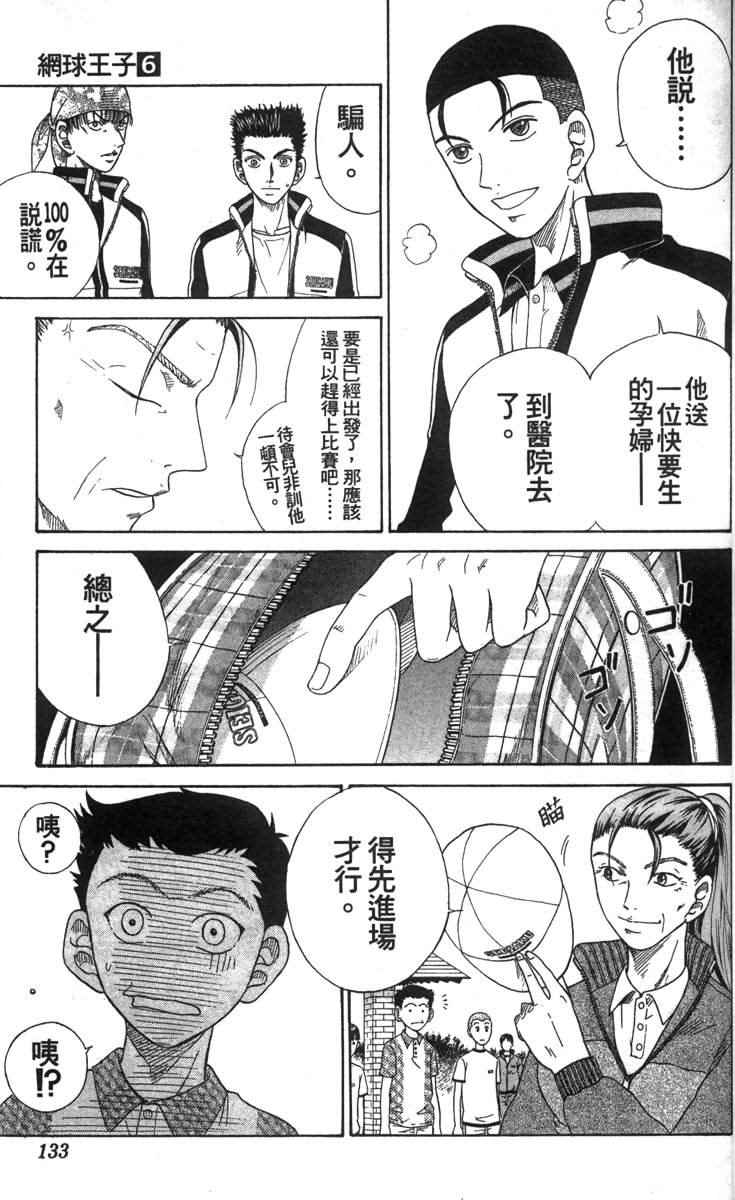 網球王子6
他說……
他送
一位快要生
的孕婦——
到醫院去
了。
騙人。
100%在
說謊。
要是已經出發了，那應該
還可以趕得上比賽吧……
待會兒非訓他
一頓不可。
總之——
ゴソ
ゴソ
瞄
得先進場
才行。
咦？
咦!?
133